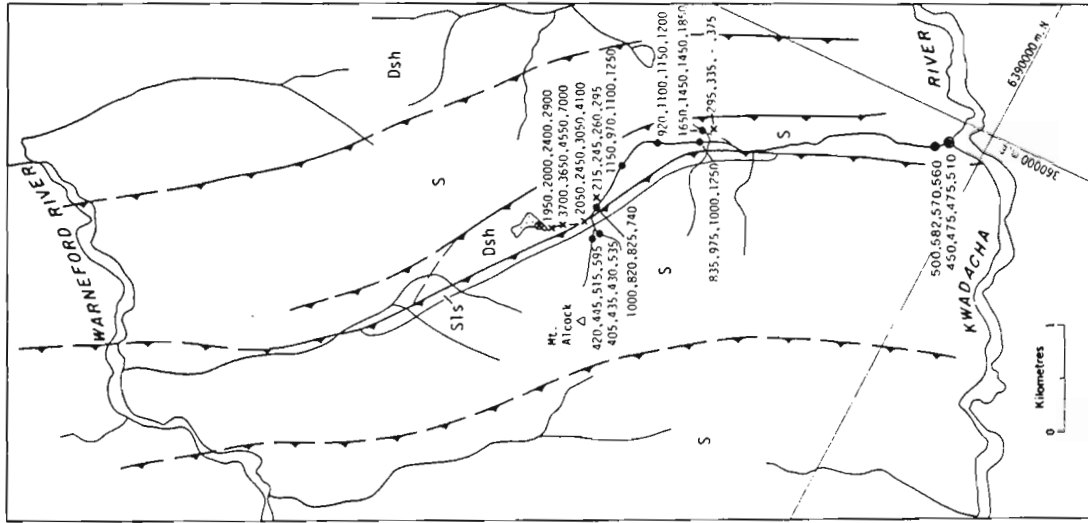 WARNEFORD RIVER
Dsh
S
Dsh
Sls
1950,2000,2400,2900
3700,3650,4550,7000
2050,2450,3050,4100
215,245,260,295
1150,970,1100,1250
920,1100,1150,1200
1650,1450,1450,1850
295,335,-,375
Mt.
Alcock
420,445,515,595
405,435,430,535
1000,820,825,740
835,975,1000,1250
S
S
S
500,582,570,560
450,475,475,510
KWADACHA
RIVER
360000 m.E
6390000 m.N
0 1
Kilometres